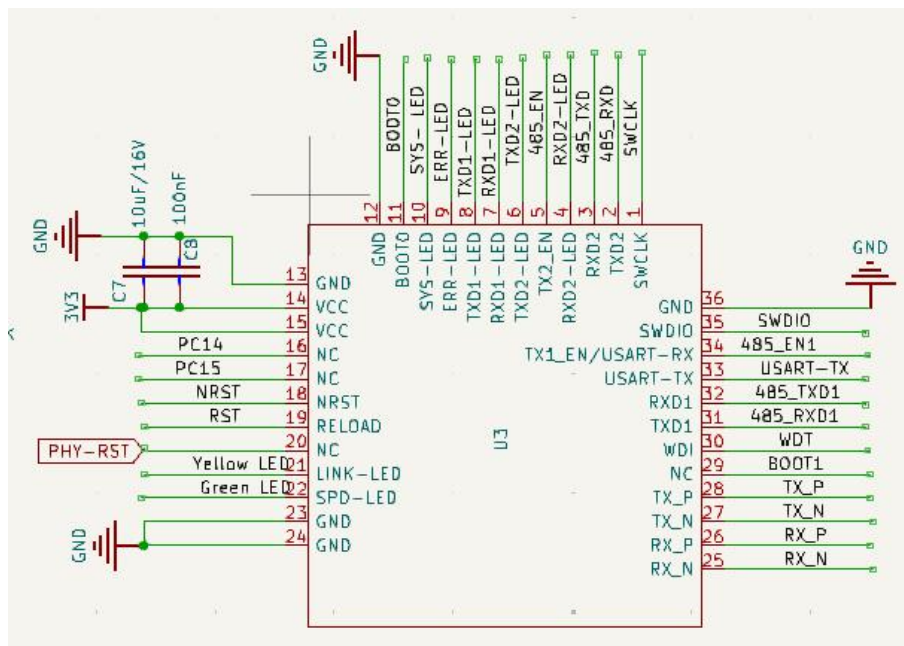 GND
BOOT0
SYS- LED
ERR-LED
TXD1-LED
RXD1-LED
TXD2-LED
485_EN
RXD2-LED
485_TXD
485_RXD
SWCLK
12
11
10
9
8
7
6
5
4
3
2
1
GND
BOOT0
SYS-LED
ERR-LED
TXD1-LED
RXD1-LED
TXD2-LED
TX2_EN
RXD2-LED
RXD2
TXD2
SWCLK
10uF/16V
100nF
GND
C7
C8
3V3
13 GND
14 VCC
15 VCC
PC14 16 NC
PC15 17 NC
NRST 18 NRST
RST 19 RELOAD
PHY-RST 20 NC
Yellow LED 21 LINK-LED
Green LED 22 SPD-LED
23 GND
24 GND
GND
U3
GND
GND 36
SWDIO 35 SWDIO
TX1_EN/USART-RX 34 485_EN1
USART-TX 33 USART-TX
RXD1 32 485_TXD1
TXD1 31 485_RXD1
WDI 30 WDT
NC 29 BOOT1
TX_P 28 TX_P
TX_N 27 TX_N
RX_P 26 RX_P
RX_N 25 RX_N